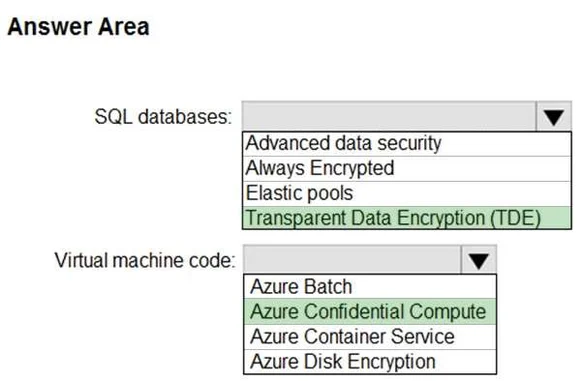 Answer Area
SQL databases:
Advanced data security
Always Encrypted
Elastic pools
Transparent Data Encryption (TDE)
Virtual machine code:
Azure Batch
Azure Confidential Compute
Azure Container Service
Azure Disk Encryption